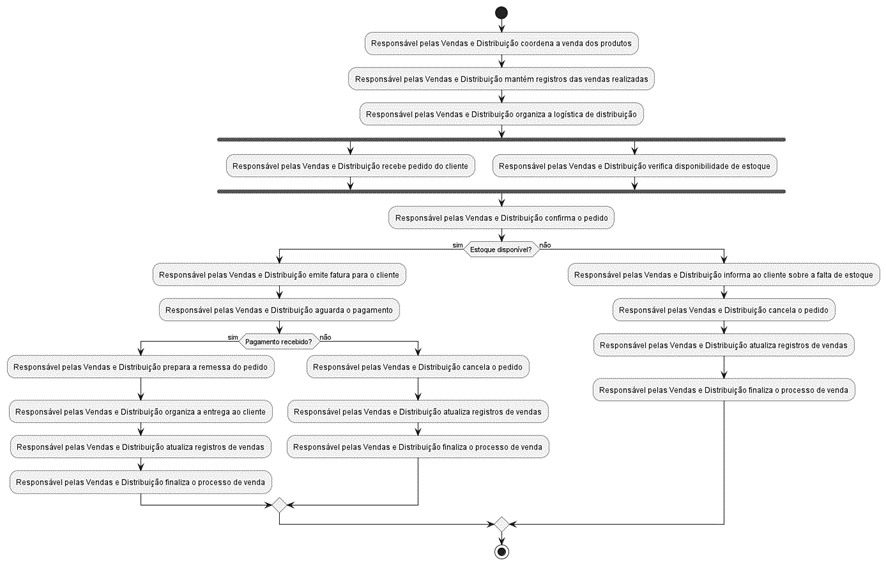 Responsável pelas Vendas e Distribuição coordena a venda dos produtos
Responsável pelas Vendas e Distribuição mantém registros das vendas realizadas
Responsável pelas Vendas e Distribuição organiza a logística de distribuição
Responsável pelas Vendas e Distribuição recebe pedido do cliente
Responsável pelas Vendas e Distribuição verifica disponibilidade de estoque
Responsável pelas Vendas e Distribuição confirma o pedido
sim
Estoque disponível?
não
Responsável pelas Vendas e Distribuição emite fatura para o cliente
Responsável pelas Vendas e Distribuição informa ao cliente sobre a falta de estoque
Responsável pelas Vendas e Distribuição aguarda o pagamento
Responsável pelas Vendas e Distribuição cancela o pedido
sim
Pagamento recebido?
não
Responsável pelas Vendas e Distribuição atualiza registros de vendas
Responsável pelas Vendas e Distribuição prepara a remessa do pedido
Responsável pelas Vendas e Distribuição cancela o pedido
Responsável pelas Vendas e Distribuição finaliza o processo de venda
Responsável pelas Vendas e Distribuição organiza a entrega ao cliente
Responsável pelas Vendas e Distribuição atualiza registros de vendas
Responsável pelas Vendas e Distribuição atualiza registros de vendas
Responsável pelas Vendas e Distribuição finaliza o processo de venda
Responsável pelas Vendas e Distribuição finaliza o processo de venda